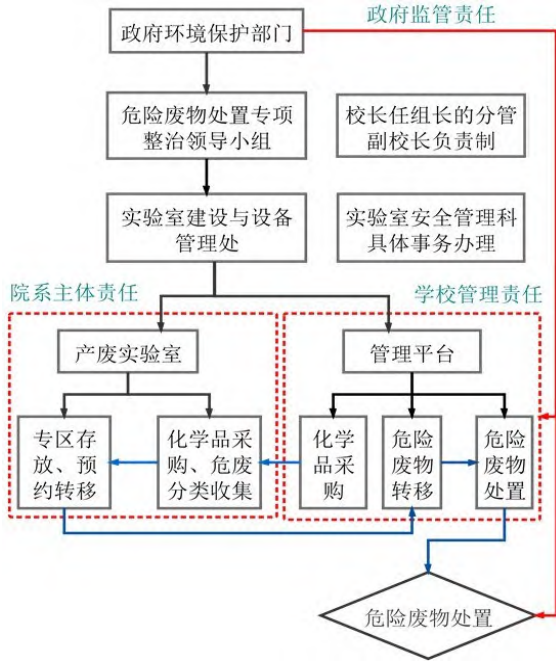 政府监管责任
政府环境保护部门
危险废物处置专项
整治领导小组
校长任组长的分管
副校长负责制
实验室建设与设备
管理处
实验室安全管理科
具体事务办理
院系主体责任
学校管理责任
产废实验室
管理平台
专区存
放、预
约转移
化学品采
购、危废
分类收集
化学
品采
购
危险
废物
转移
危险
废物
处置
危险废物处置